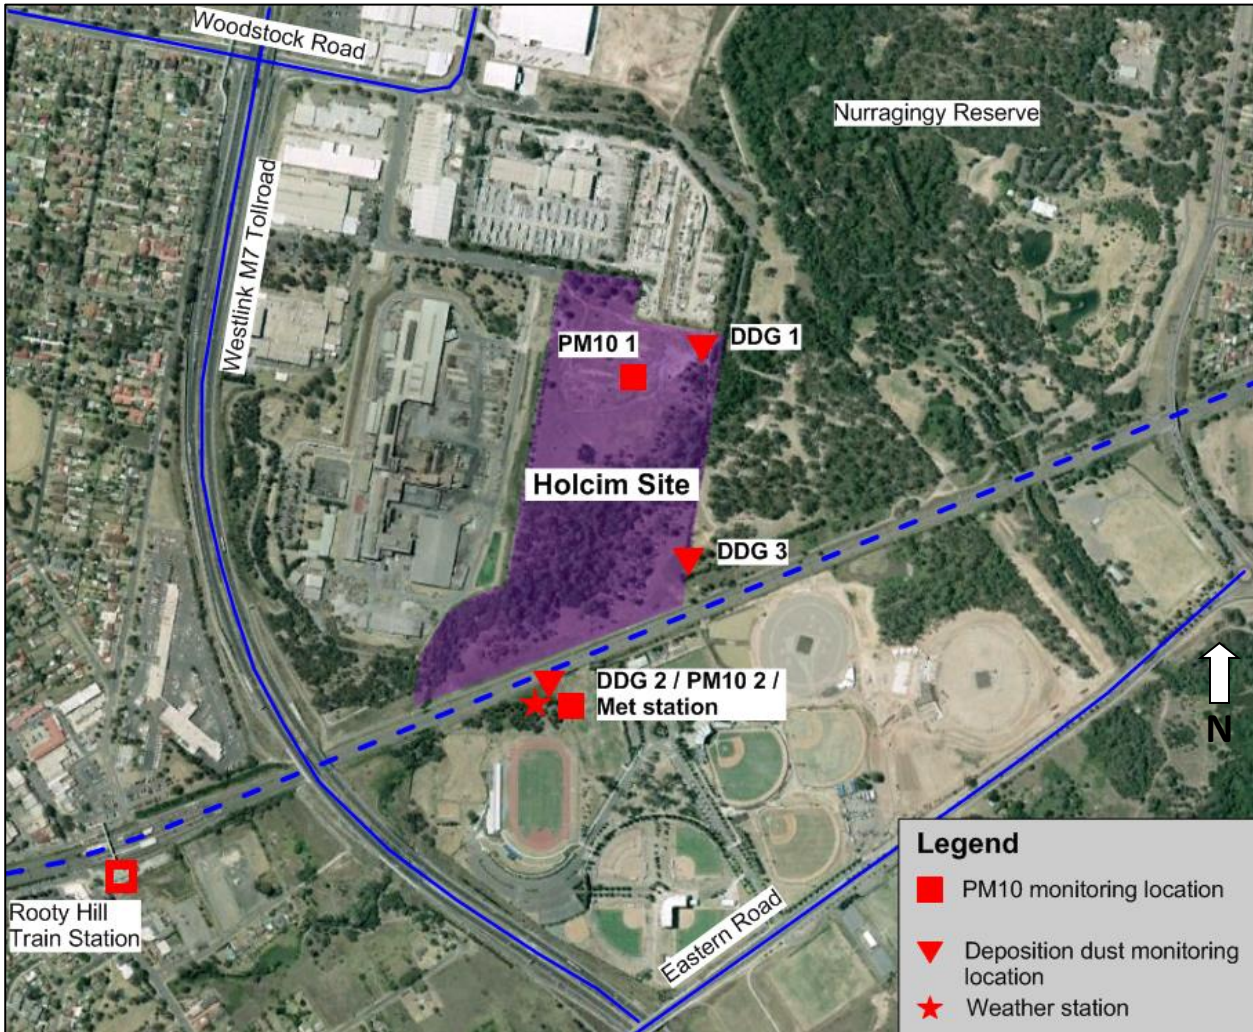 Woodstock Road
Nurragingy Reserve
Westlink M7 Tollroad
PM10 1
DDG 1
Holcim Site
DDG 3
DDG 2 / PM10 2 /
Met station
N
Rooty Hill
Train Station
Eastern Road
Legend
PM10 monitoring location
Deposition dust monitoring
location
Weather station